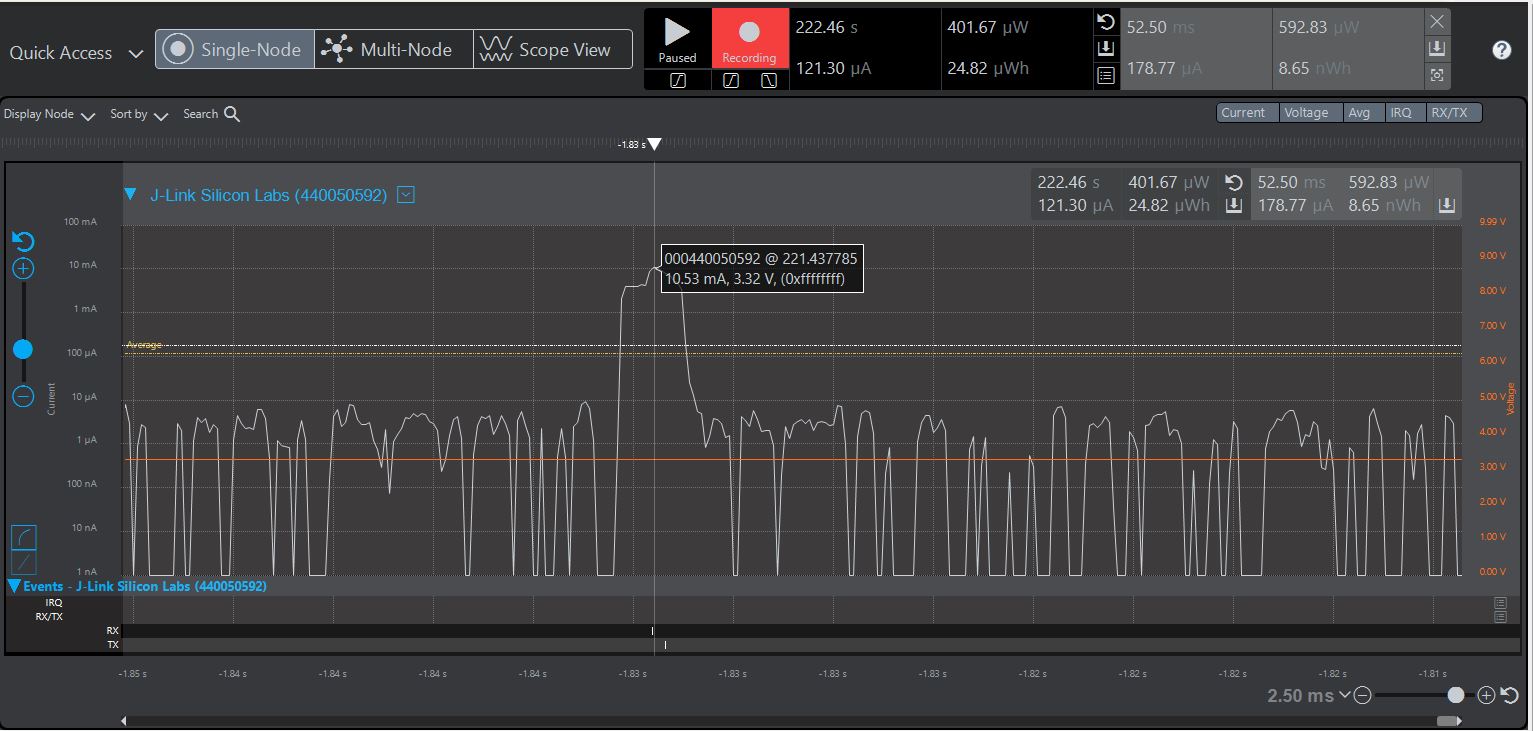 Quick Access
Single-Node
Multi-Node
Scope View
Paused
Recording
222.46 s
401.67 µW
121.30 µA
24.82 µWh
52.50 ms
592.83 µW
178.77 µA
8.65 nWh
?
Display Node
Sort by
Search
Current Voltage Avg IRQ RX/TX
-1.83 s
J-Link Silicon Labs (440050592)
222.46 s 401.67 µW 52.50 ms 592.83 µW
121.30 µA 24.82 µWh 178.77 µA 8.65 nWh
100 mA
10 mA
1 mA
100 µA
10 µA
1 µA
100 nA
10 nA
1 nA
Current
Average
000440050592 @ 221.437785
10.53 mA, 3.32 V, (0xffffffff)
9.99 V
9.00 V
8.00 V
7.00 V
6.00 V
5.00 V
4.00 V
3.00 V
2.00 V
1.00 V
0.00 V
Voltage
Events - J-Link Silicon Labs (440050592)
IRQ
RX/TX
RX
TX
-1.85 s -1.84 s -1.84 s -1.84 s -1.84 s -1.83 s -1.83 s -1.83 s -1.83 s -1.82 s -1.82 s -1.82 s -1.82 s -1.81 s
2.50 ms